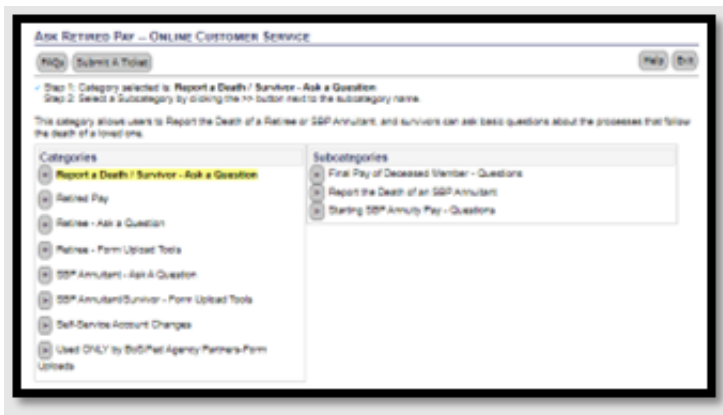 ASK RETIRED PAY – ONLINE CUSTOMER SERVICE
FAQs Submit A Ticket Help Exit
Step 1: Category selected is: Report a Death / Survivor - Ask a Question
Step 2: Select a Subcategory by clicking the >> button next to the subcategory name.
This category allows users to Report the Death of a Retiree or SBP Annuitant, and survivors can ask basic questions about the processes that follow
the death of a loved one.
Categories
Report a Death / Survivor - Ask a Question
Retired Pay
Retiree - Ask a Question
Retiree - Form Upload Tools
SBP Annuitant - Ask A Question
SBP Annuitant/Survivor - Form Upload Tools
Self-Service Account Changes
Used ONLY by Agency Partners-Form
Uploads
Subcategories
Final Pay of Deceased Member - Questions
Report the Death of an SBP Annuitant
Starting SBP Annuity Pay - Questions